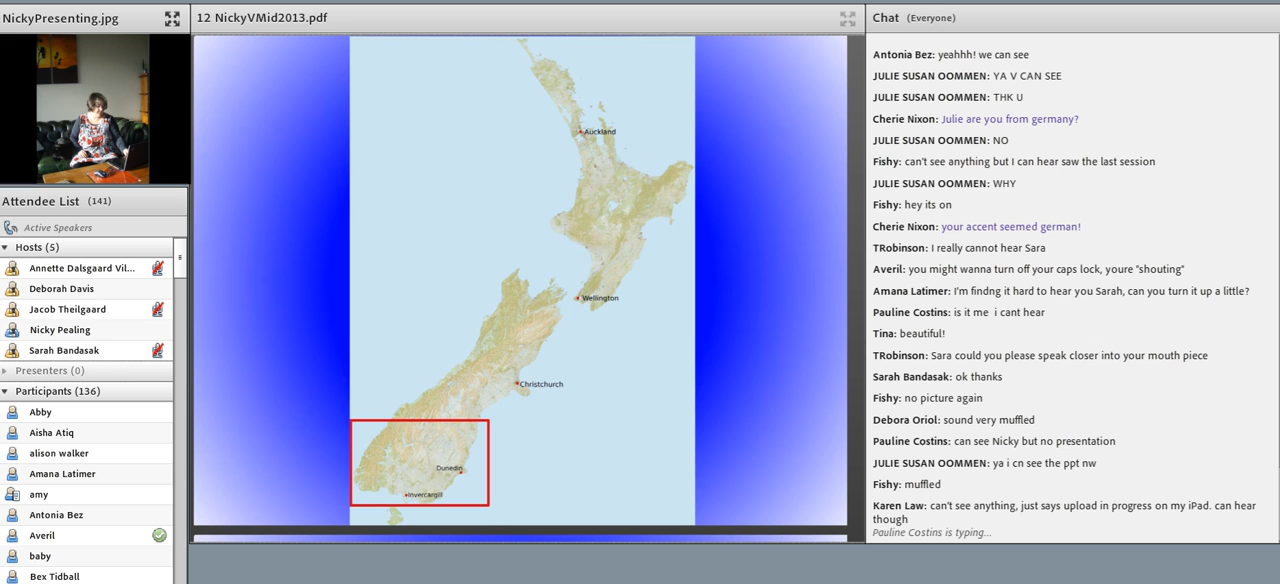 NickyPresenting.jpg
Attendee List (141)
Active Speakers
Hosts (5)
Annette Dalsgaard Vil...
Deborah Davis
Jacob Theilgaard
Nicky Pealing
Sarah Bandasak
Presenters (0)
Participants (136)
Abby
Aisha Atiq
alison walker
Amana Latimer
amy
Antonia Bez
Averil
baby
Bex Tidball
12 NickyVMid2013.pdf
Auckland
Wellington
Christchurch
Dunedin
Invercargill
Chat (Everyone)
Antonia Bez: yeahhh! we can see
JULIE SUSAN OOMMEN: YA V CAN SEE
JULIE SUSAN OOMMEN: THK U
Cherie Nixon: Julie are you from germany?
JULIE SUSAN OOMMEN: NO
Fishy: can't see anything but I can hear saw the last session
JULIE SUSAN OOMMEN: WHY
Fishy: hey its on
Cherie Nixon: your accent seemed german!
TRobinson: I really cannot hear Sara
Averil: you might wanna turn off your caps lock, youre "shouting"
Amana Latimer: I'm findng it hard to hear you Sarah, can you turn it up a little?
Pauline Costins: is it me i cant hear
Tina: beautiful!
TRobinson: Sara could you please speak closer into your mouth piece
Sarah Bandasak: ok thanks
Fishy: no picture again
Debora Oriol: sound very muffled
Pauline Costins: can see Nicky but no presentation
JULIE SUSAN OOMMEN: ya i cn see the ppt nw
Fishy: muffled
Karen Law: can't see anything, just says upload in progress on my iPad. can hear
though
Pauline Costins is typing...